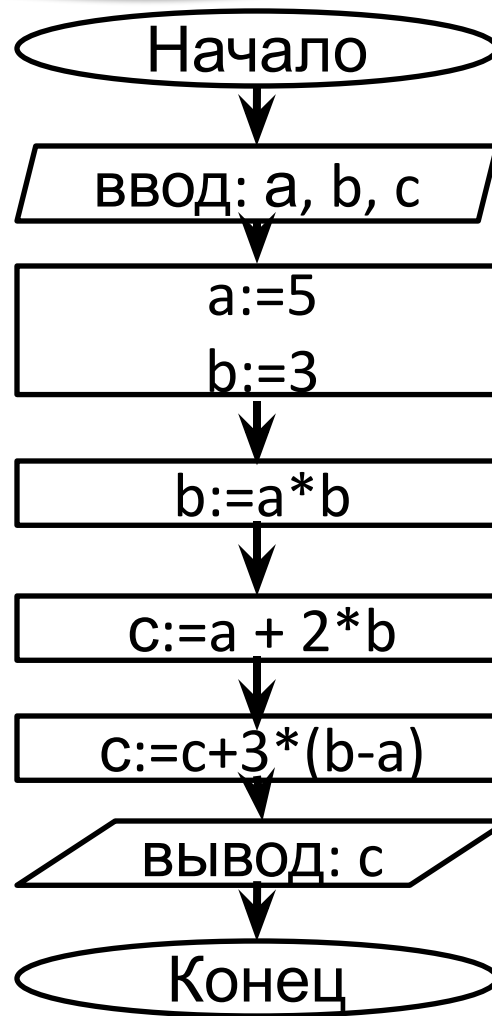 Начало
ввод: a, b, c
a:=5
b:=3
b:=a*b
c:=a + 2*b
c:=c+3*(b-a)
вывод: c
Конец